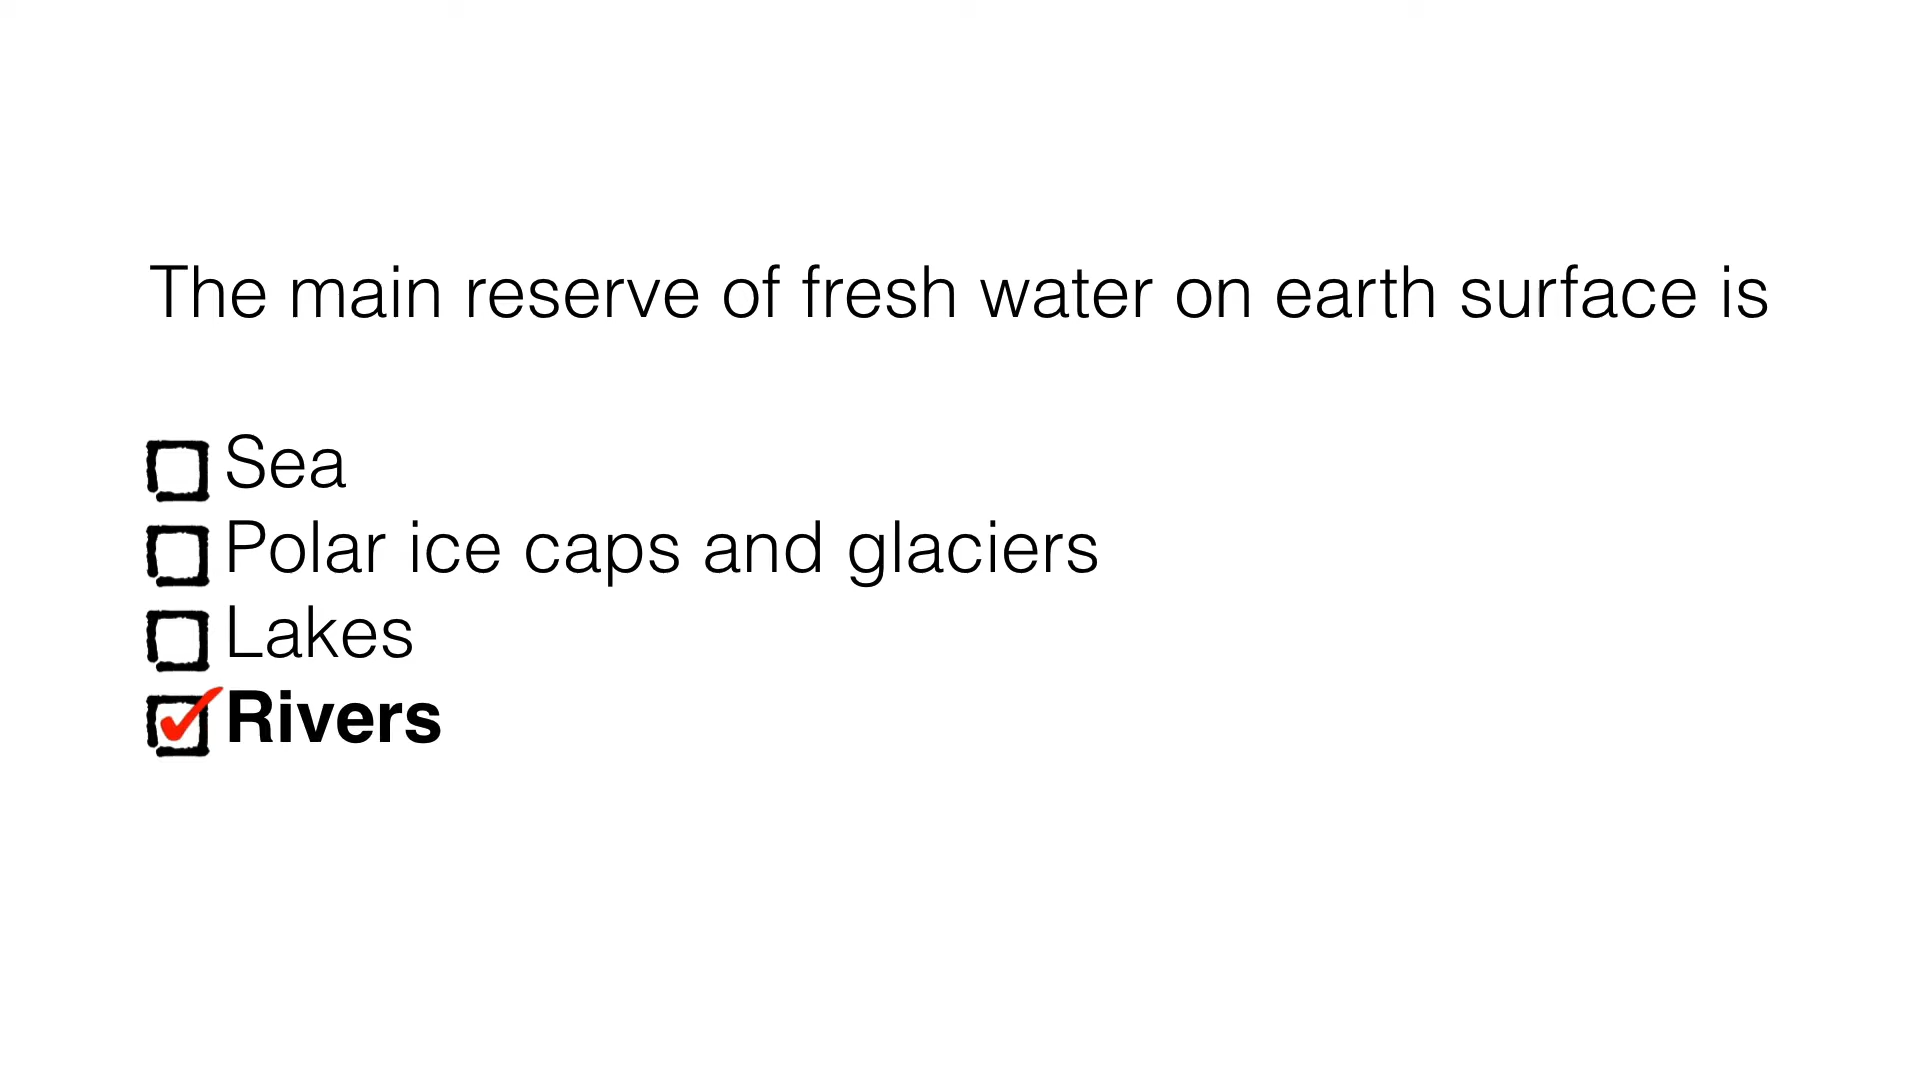 The main reserve of fresh water on earth surface is
Sea
Polar ice caps and glaciers
Lakes
Rivers